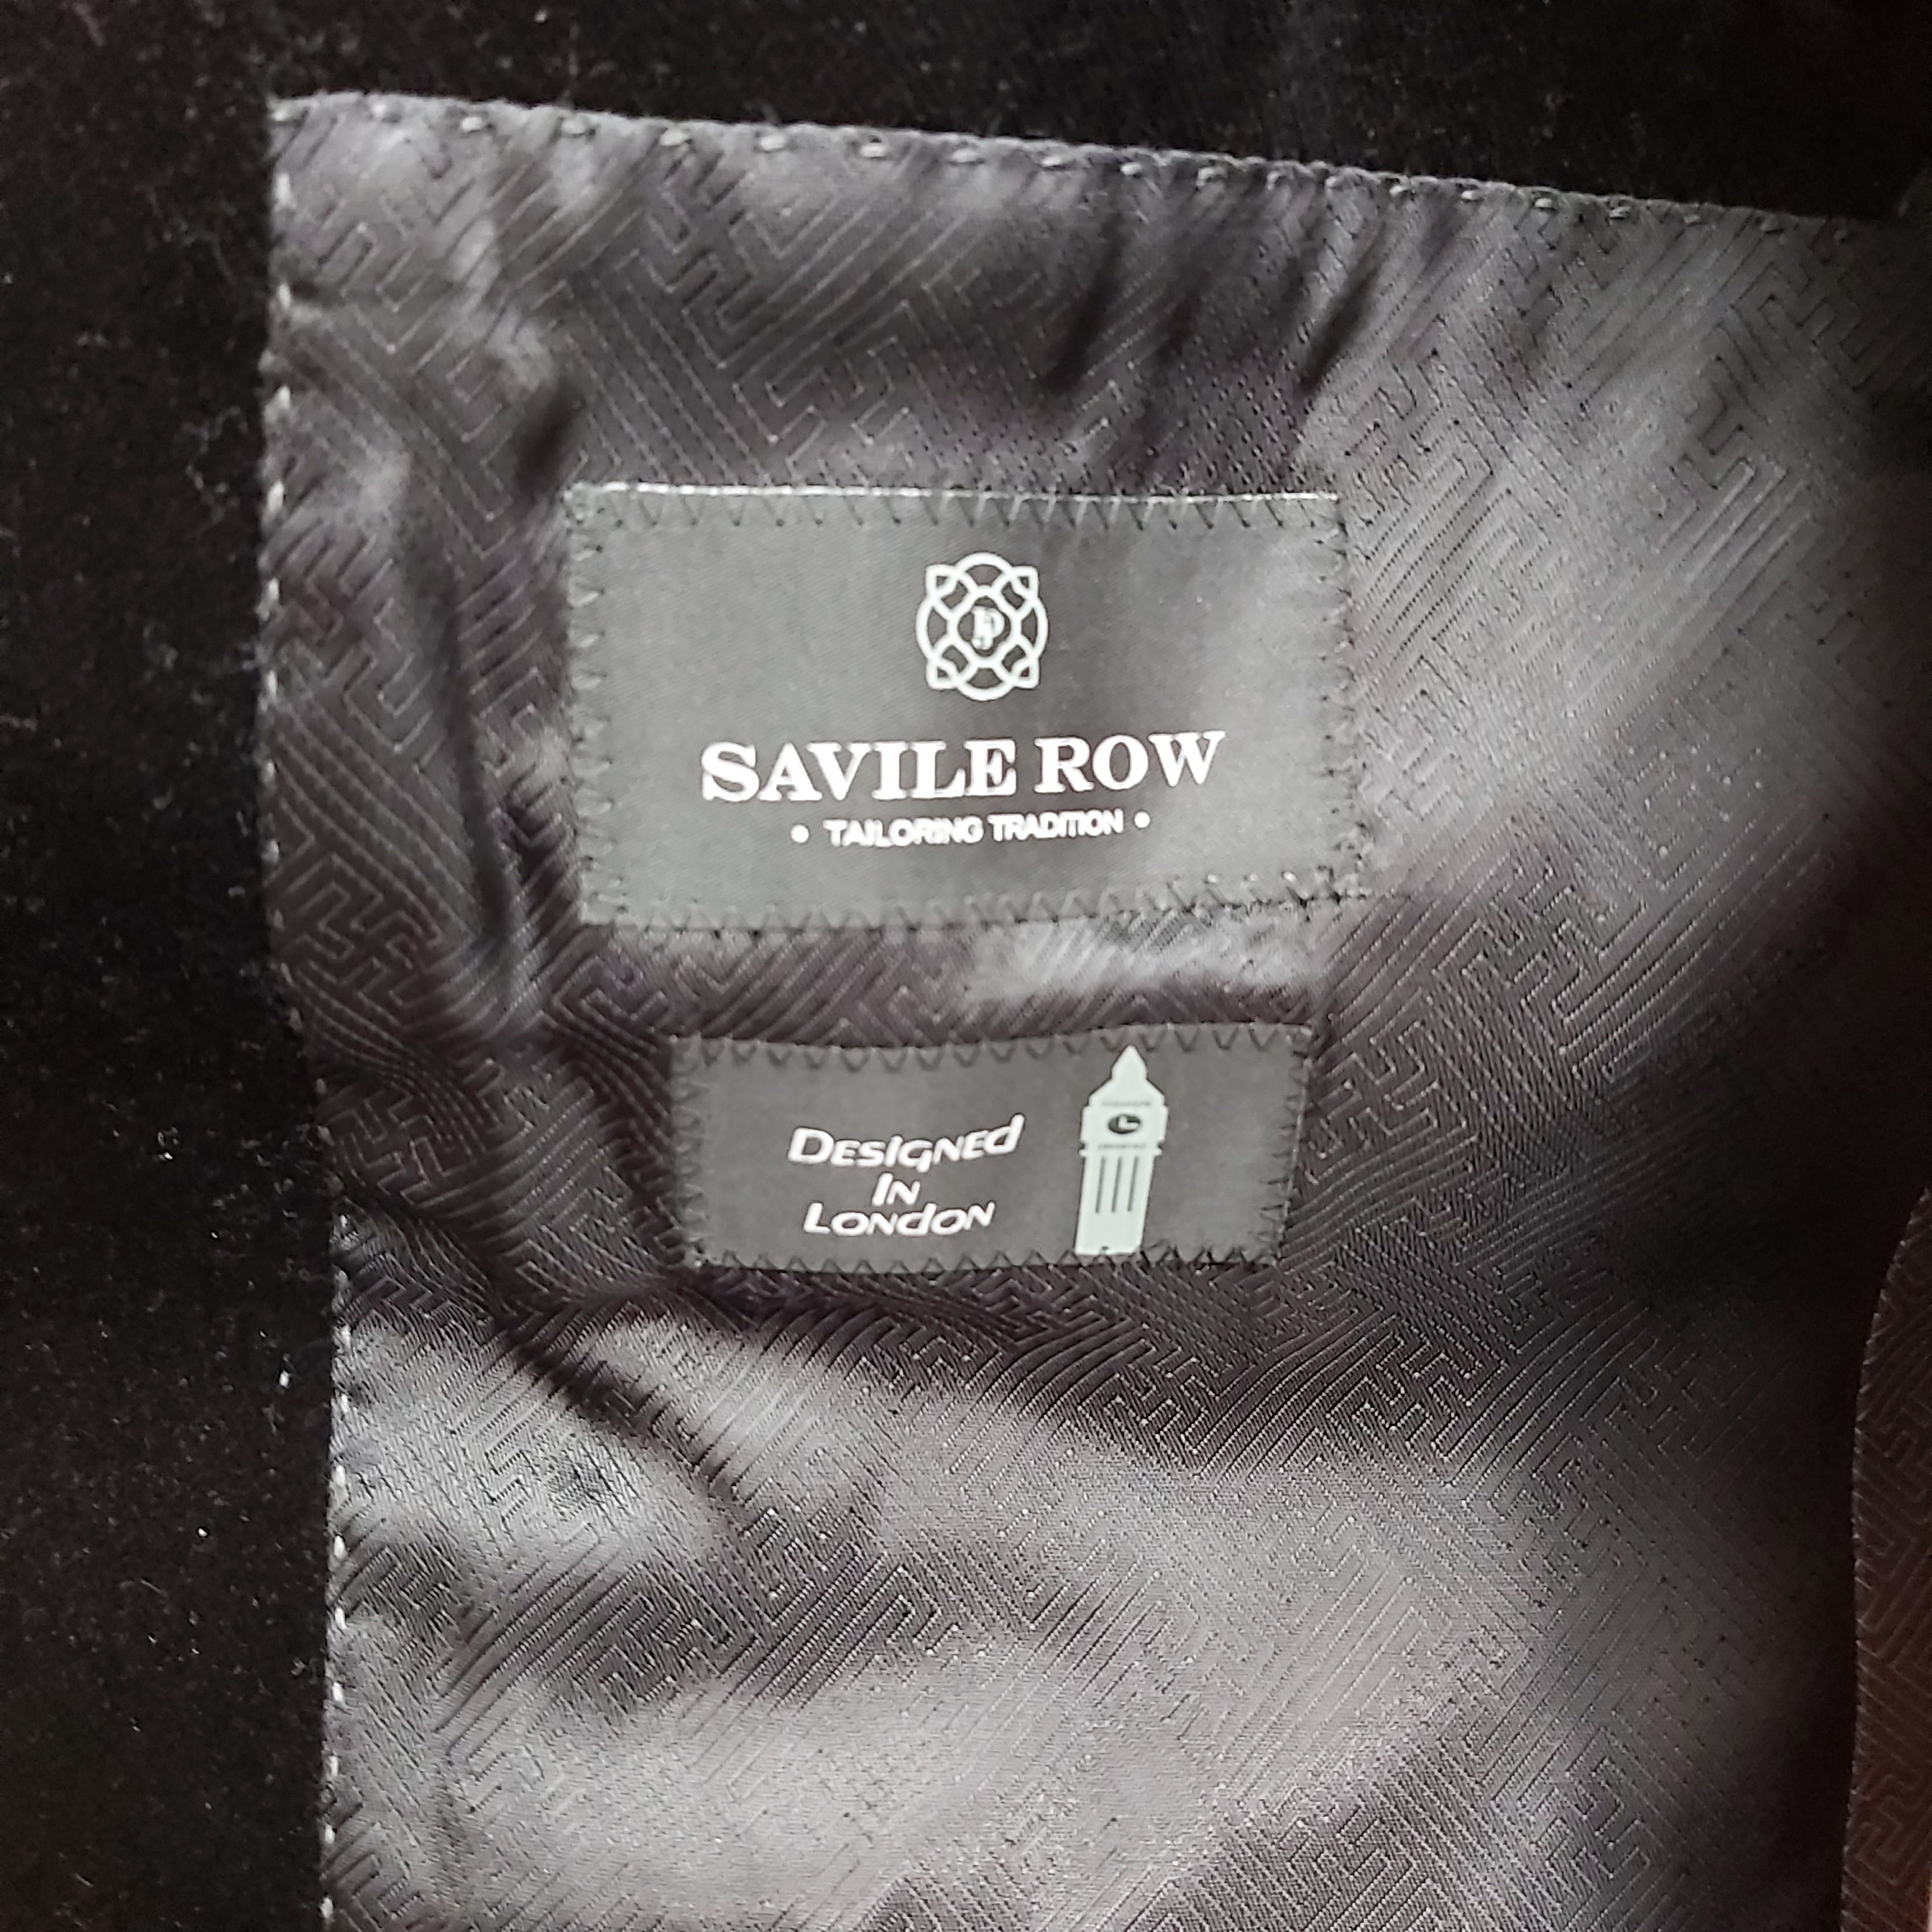 SAVILE ROW
• TAILORING TRADITION •
DESIGNED
IN
LONDON